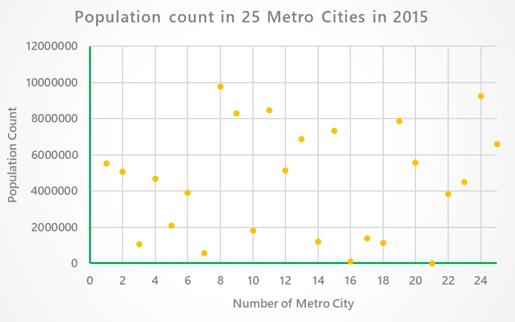 Population count in 25 Metro Cities in 2015
12000000
10000000
8000000
6000000
4000000
2000000
0
Population Count
0 2 4 6 8 10 12 14 16 18 20 22 24
Number of Metro City